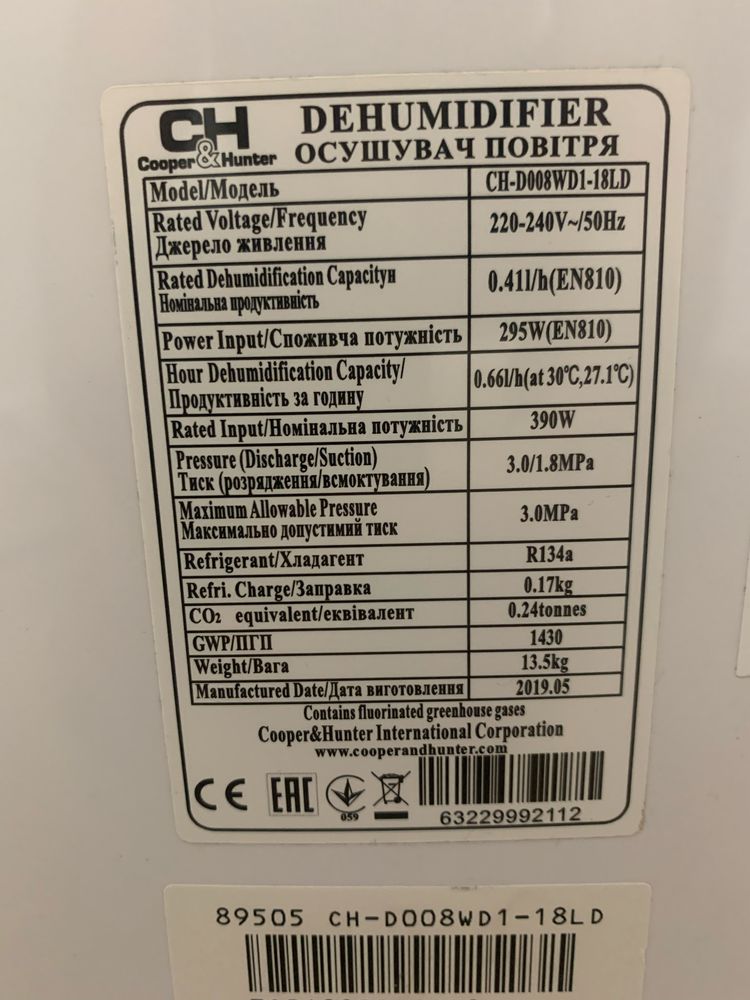 CH
Cooper&Hunter
DEHUMIDIFIER
ОСУШУВАЧ ПОВІТРЯ
Model/Модель CH-D008WD1-18LD
Rated Voltage/Frequency
Джерело живлення
220-240V~/50Hz
Rated Dehumidification Capacityн
Номінальна продуктивність
0.41l/h(EN810)
Power Input/Споживча потужність 295W(EN810)
Hour Dehumidification Capacity/
Продуктивність за годину
0.66l/h(at 30℃,27.1℃)
Rated Input/Номінальна потужність 390W
Pressure (Discharge/Suction)
Тиск (розрядження/всмоктування)
3.0/1.8MPa
Maximum Allowable Pressure
Максимально допустимий тиск
3.0MPa
Refrigerant/Хладагент R134a
Refri. Charge/Заправка 0.17kg
CO₂ equivalent/еквівалент 0.24tonnes
GWP/ПГП 1430
Weight/Вага 13.5kg
Manufactured Date/Дата виготовлення 2019.05
Contains fluorinated greenhouse gases
Cooper&Hunter International Corporation
www.cooperandhunter.com
CE EAC 059
63229992112
89505 CH-D008WD1-18LD